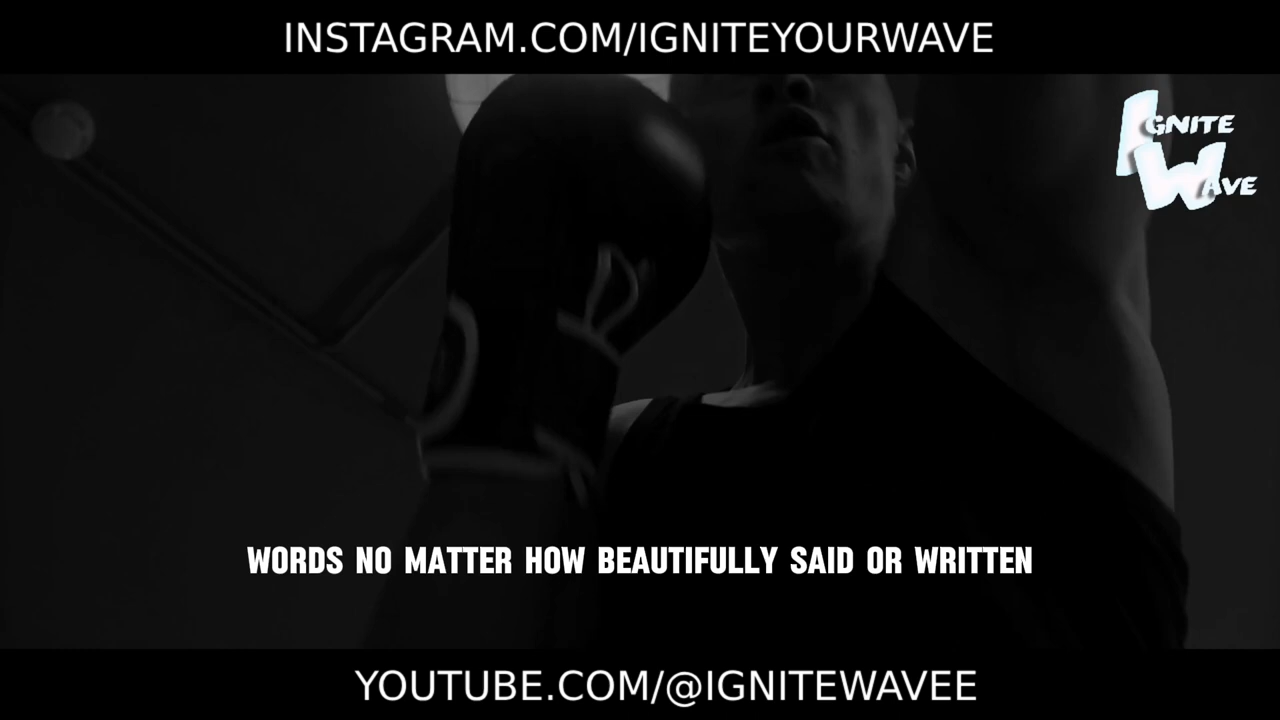 INSTAGRAM.COM/IGNITEYOURWAVE
IGNITE
WAVE
WORDS NO MATTER HOW BEAUTIFULLY SAID OR WRITTEN
YOUTUBE.COM/@IGNITEWAVEE